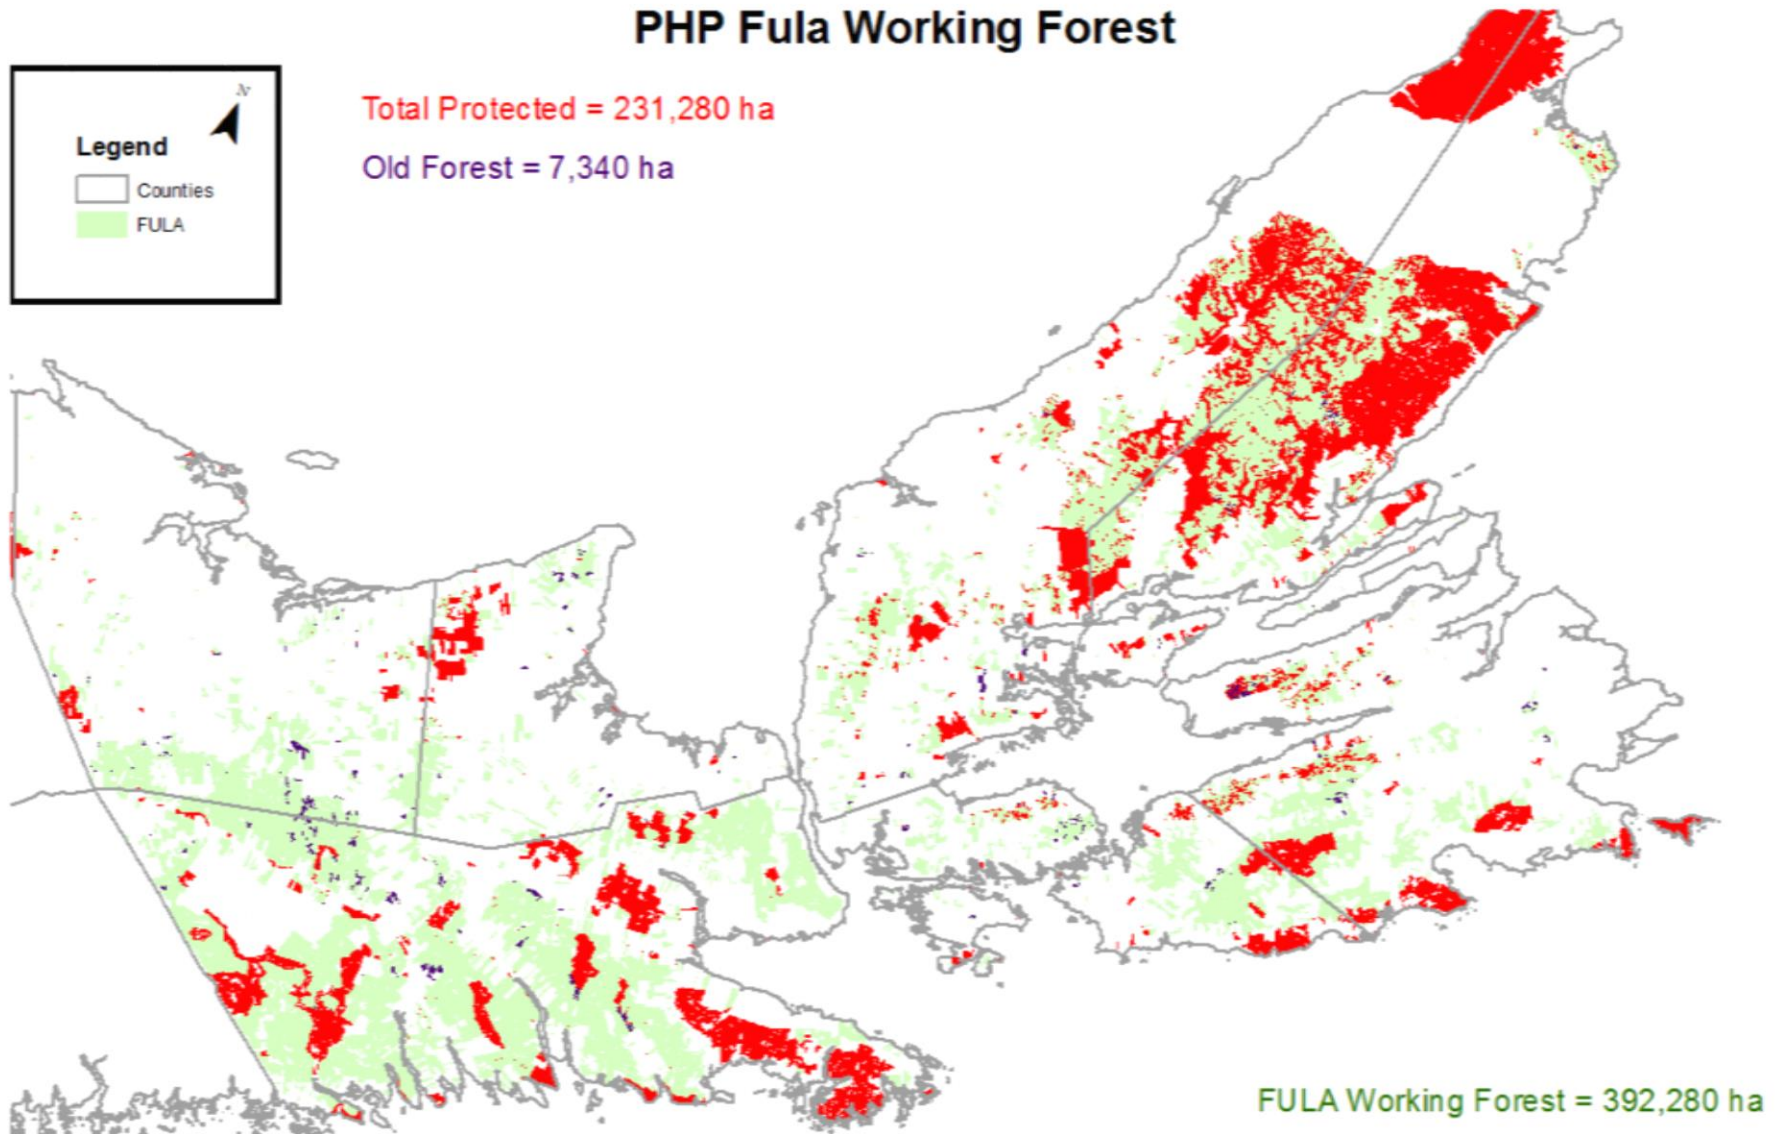 PHP Fula Working Forest
N
Legend
Counties
FULA
Total Protected = 231,280 ha
Old Forest = 7,340 ha
FULA Working Forest = 392,280 ha